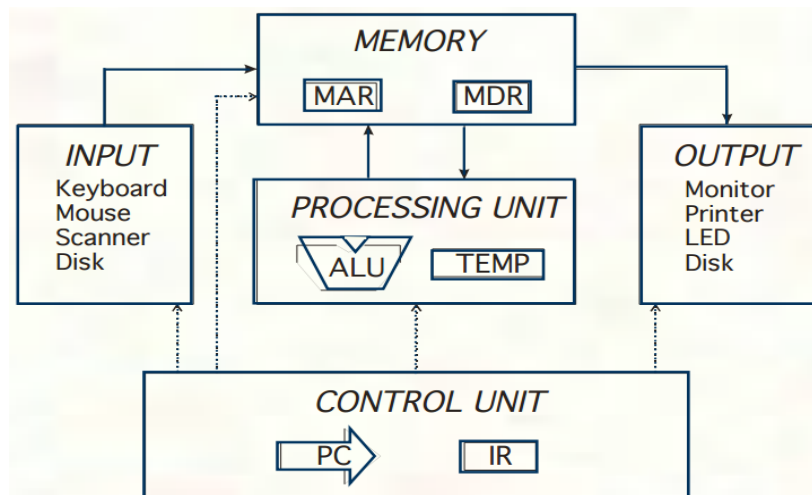 MEMORY
MAR
MDR
INPUT
Keyboard
Mouse
Scanner
Disk
PROCESSING UNIT
ALU
TEMP
OUTPUT
Monitor
Printer
LED
Disk
CONTROL UNIT
PC
IR